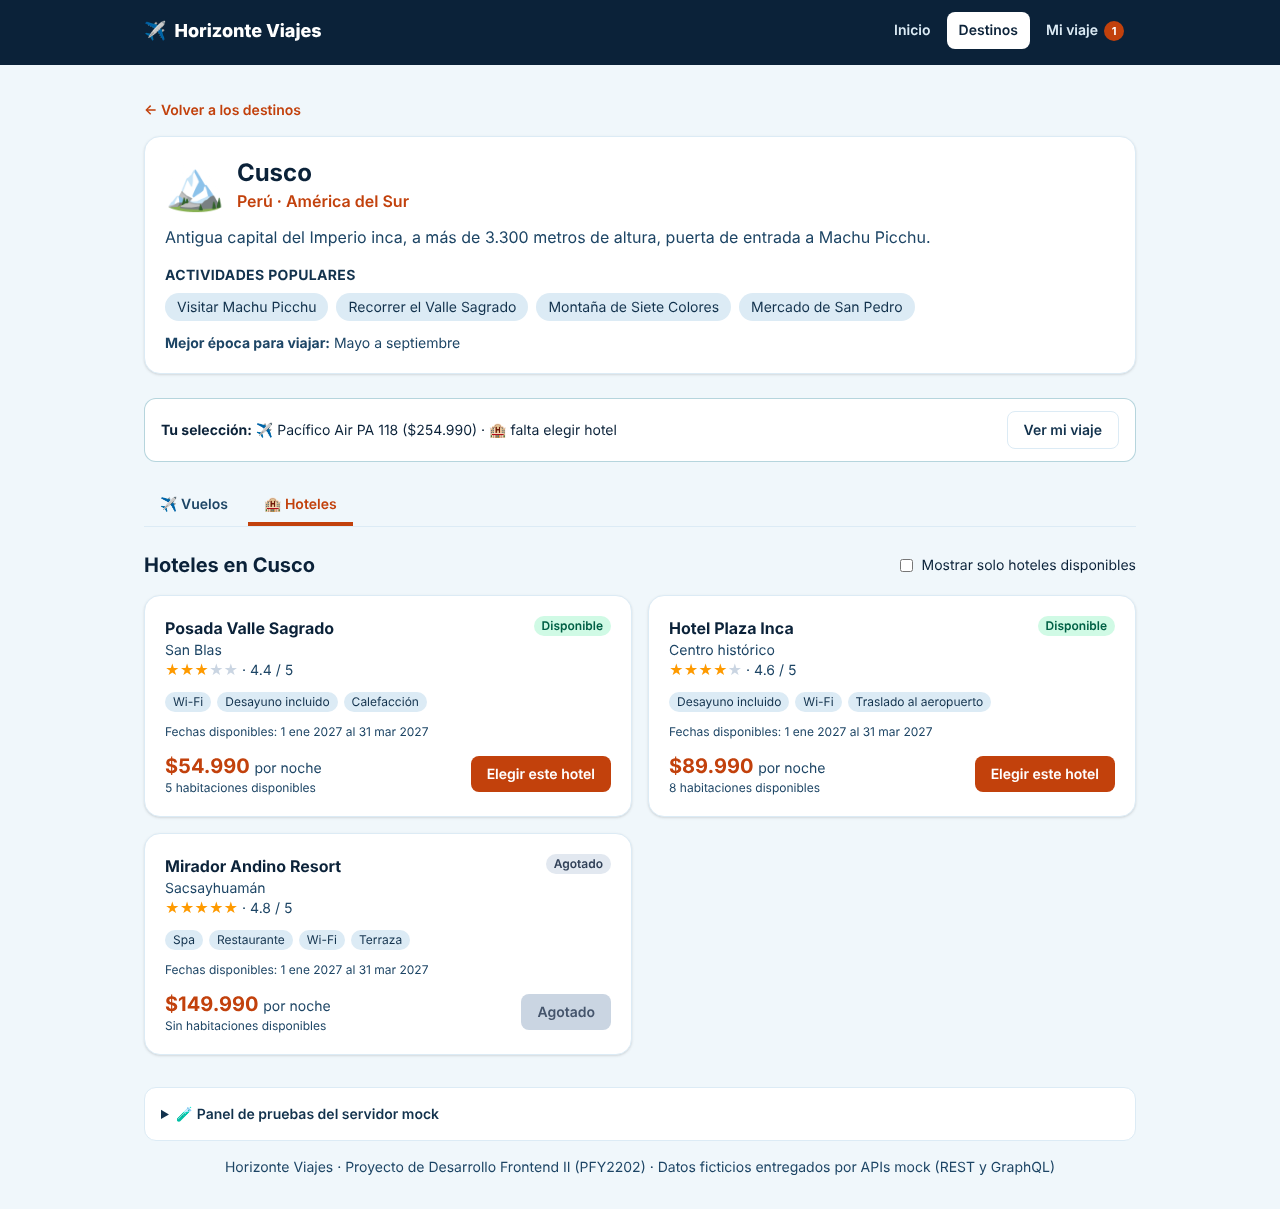 Horizonte Viajes
Inicio
Destinos
Mi viaje 1
← Volver a los destinos
Cusco
Perú · América del Sur
Antigua capital del Imperio inca, a más de 3.300 metros de altura, puerta de entrada a Machu Picchu.
ACTIVIDADES POPULARES
Visitar Machu Picchu
Recorrer el Valle Sagrado
Montaña de Siete Colores
Mercado de San Pedro
Mejor época para viajar: Mayo a septiembre
Tu selección: ✈️ Pacífico Air PA 118 ($254.990) · 🏨 falta elegir hotel
Ver mi viaje
✈️ Vuelos
🏨 Hoteles
Hoteles en Cusco
Mostrar solo hoteles disponibles
Posada Valle Sagrado
Disponible
San Blas
★★★★★ · 4.4 / 5
Wi-Fi
Desayuno incluido
Calefacción
Fechas disponibles: 1 ene 2027 al 31 mar 2027
$54.990 por noche
5 habitaciones disponibles
Elegir este hotel
Hotel Plaza Inca
Disponible
Centro histórico
★★★★★ · 4.6 / 5
Desayuno incluido
Wi-Fi
Traslado al aeropuerto
Fechas disponibles: 1 ene 2027 al 31 mar 2027
$89.990 por noche
8 habitaciones disponibles
Elegir este hotel
Mirador Andino Resort
Agotado
Sacsayhuamán
★★★★★ · 4.8 / 5
Spa
Restaurante
Wi-Fi
Terraza
Fechas disponibles: 1 ene 2027 al 31 mar 2027
$149.990 por noche
Sin habitaciones disponibles
Agotado
▶ 🧪 Panel de pruebas del servidor mock
Horizonte Viajes · Proyecto de Desarrollo Frontend II (PFY2202) · Datos ficticios entregados por APIs mock (REST y GraphQL)